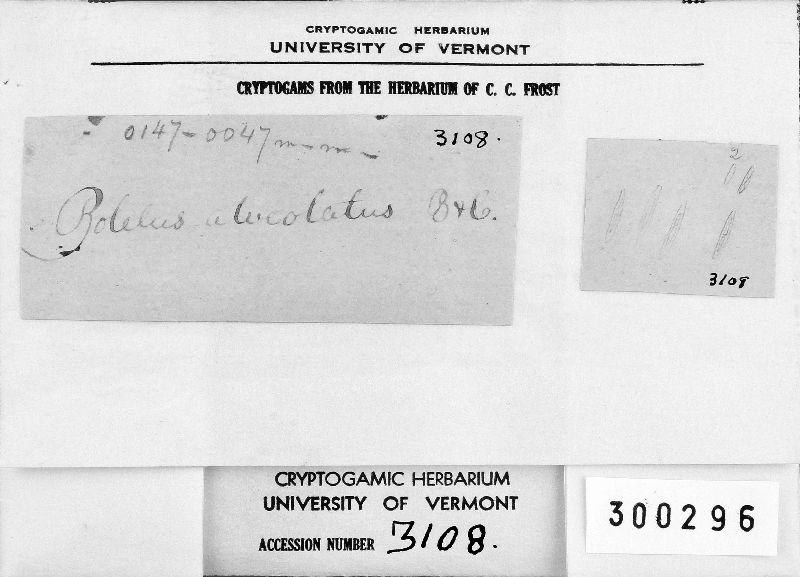 CRYPTOGAMIC HERBARIUM
UNIVERSITY OF VERMONT
CRYPTOGAMS FROM THE HERBARIUM OF C. C. FROST
0147-0047 m-m-
3108.
Boletus alveolatus B&C.
2
3108
CRYPTOGAMIC HERBARIUM
UNIVERSITY OF VERMONT
ACCESSION NUMBER 3108.
300296